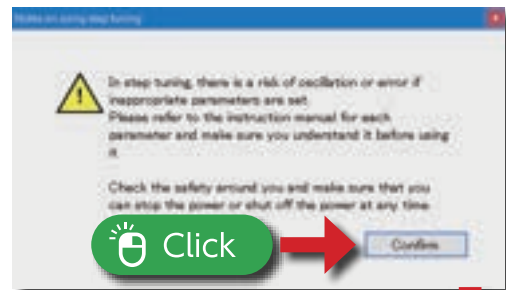 Notes on using step tuning
In step tuning, there is a risk of oscillation or error if
inappropriate parameters are set.
Please refer to the instruction manual for each
parameter and make sure you understand it before using
it.
Check the safety around you and make sure that you
can stop the power or shut off the power at any time.
Click
Confirm